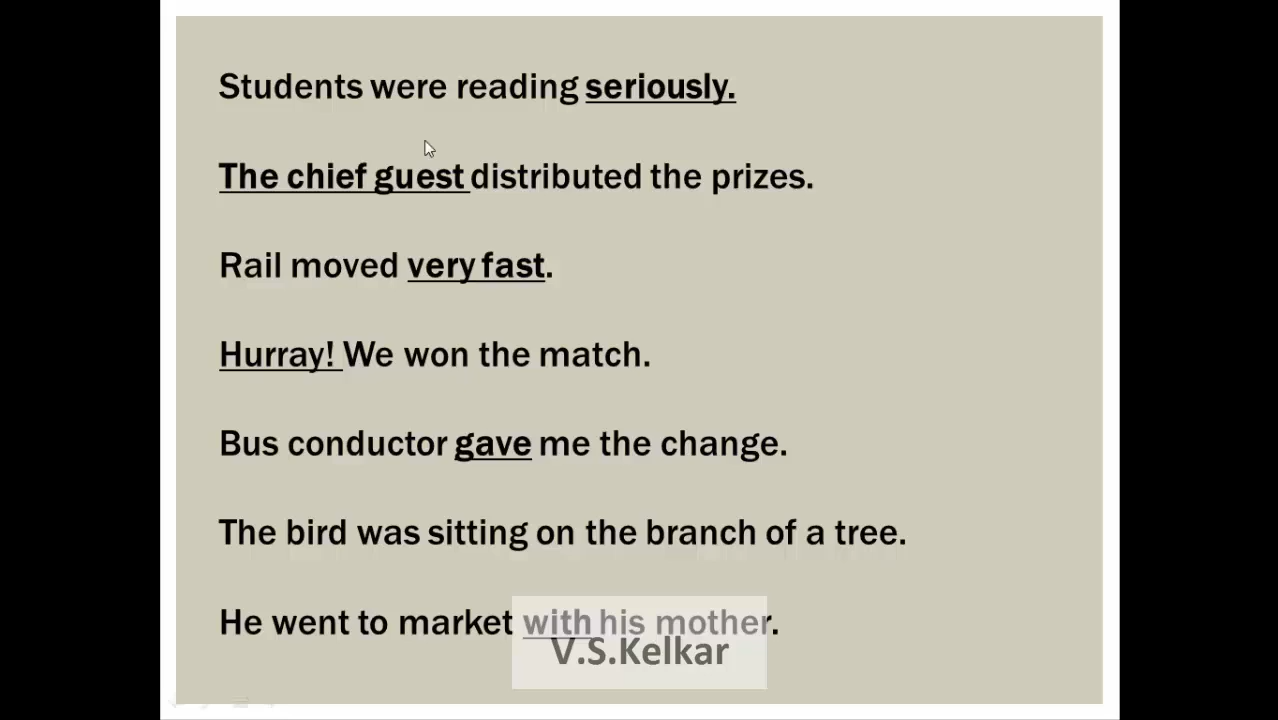 Students were reading seriously.
The chief guest distributed the prizes.
Rail moved very fast.
Hurray! We won the match.
Bus conductor gave me the change.
The bird was sitting on the branch of a tree.
He went to market with his mother.
V.S.Kelkar